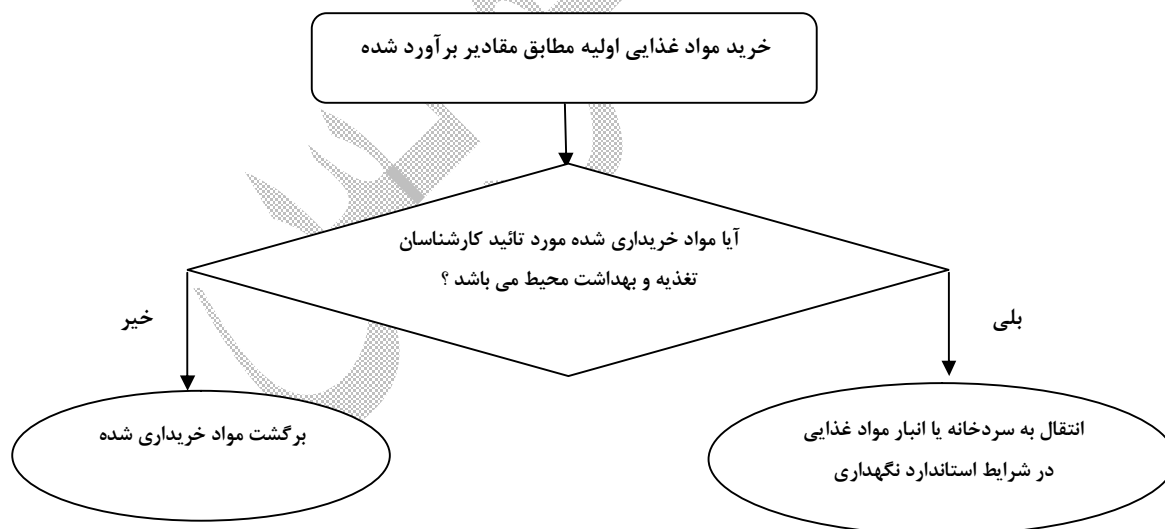 خرید مواد غذایی اولیه مطابق مقادیر برآورد شده
آیا مواد خریداری شده مورد تائید کارشناسان
تغذیه و بهداشت محیط می باشد ؟
بلی
خیر
انتقال به سردخانه یا انبار مواد غذایی
در شرایط استاندارد نگهداری
برگشت مواد خریداری شده